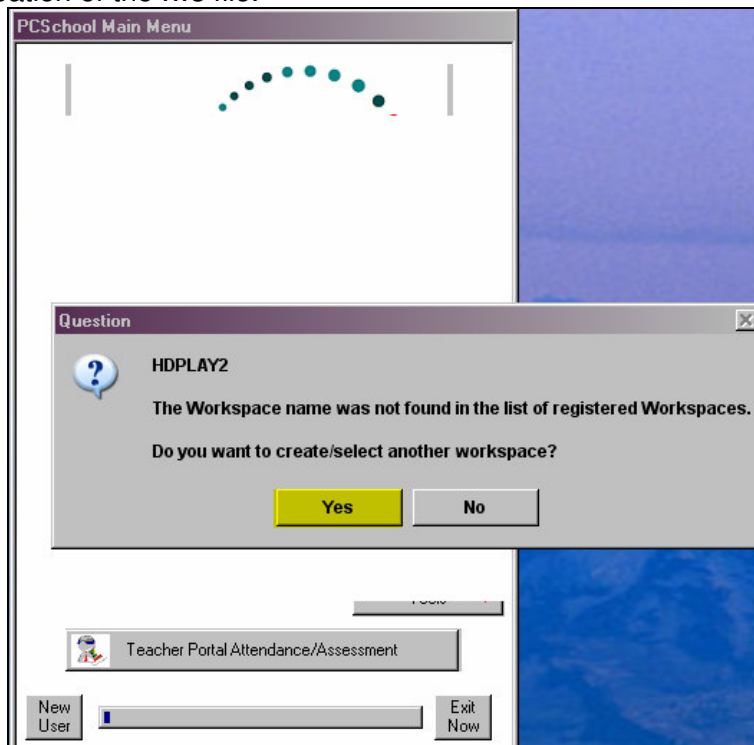 PCSchool Main Menu
Question
HDPLAY2
The Workspace name was not found in the list of registered Workspaces.
Do you want to create/select another workspace?
Yes
No
Teacher Portal Attendance/Assessment
New
User
Exit
Now